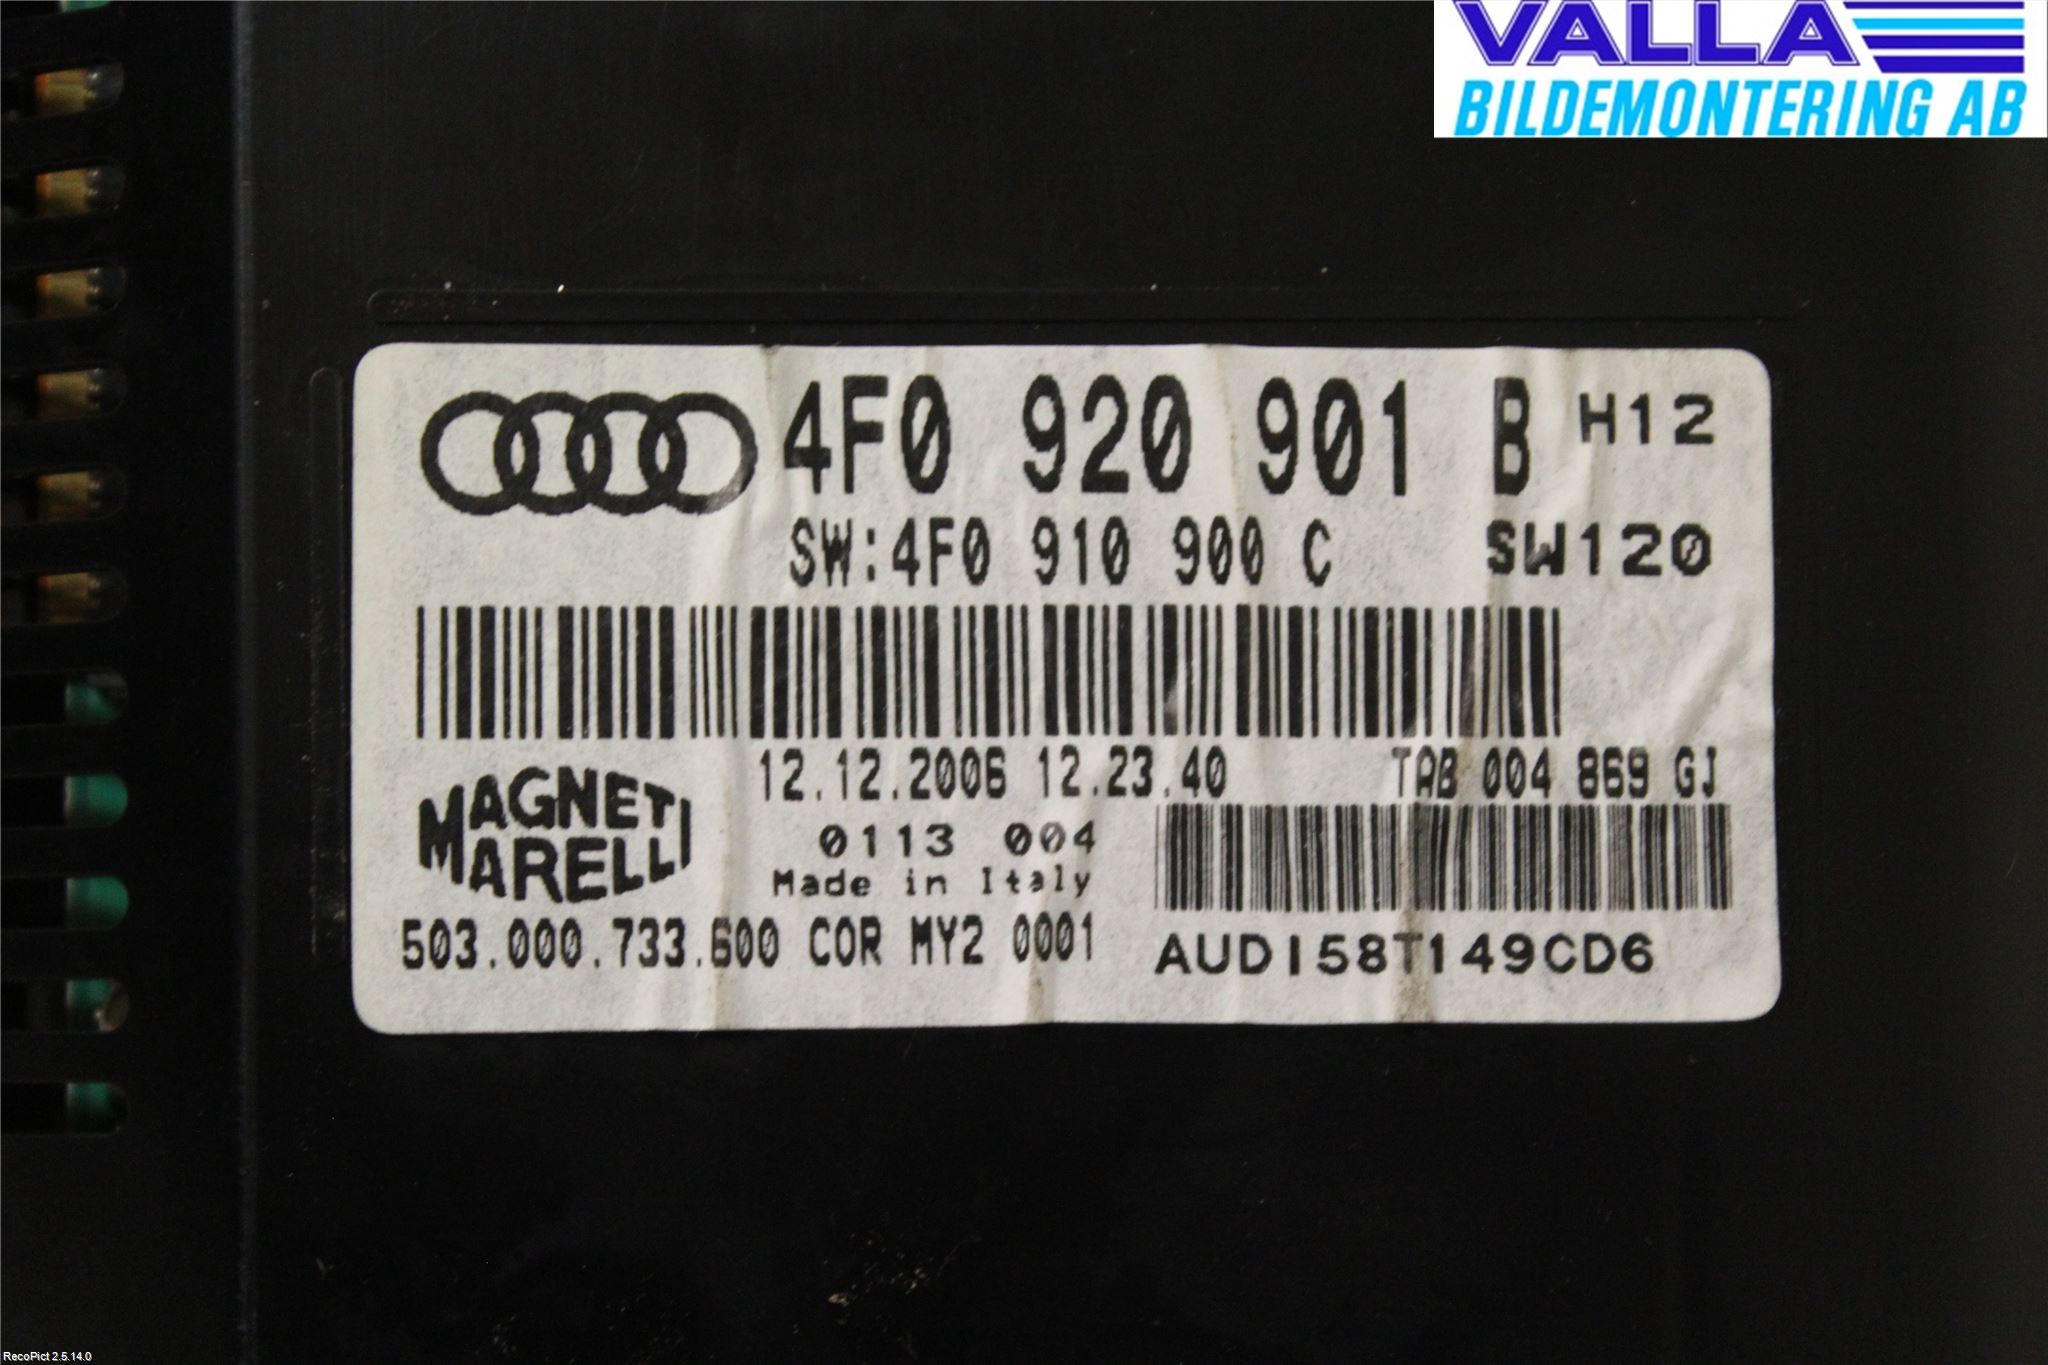 VALLA
BILDEMONTERING AB
4F0 920 901 B H12
SW:4F0 910 900 C SW120
12.12.2006 12.23.40 TAB 004 869 GJ
MAGNETI
MARELLI
0113 004
Made in Italy
503.000.733.600 COR MY2 0001
AUDI58T149CD6
RecoPict 2.5.14.0